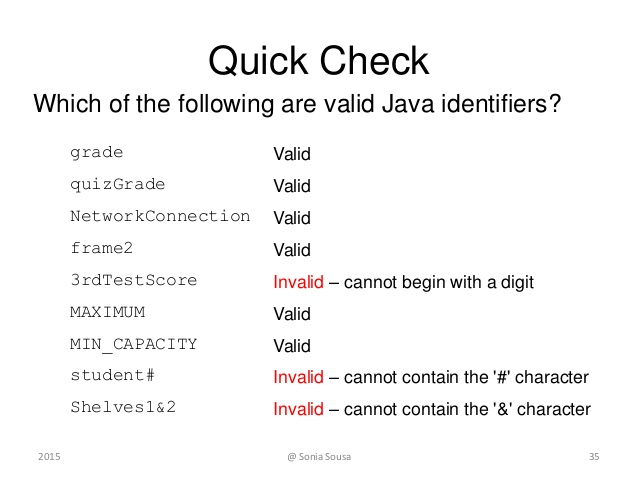 Quick Check
Which of the following are valid Java identifiers?
grade Valid
quizGrade Valid
NetworkConnection Valid
frame2 Valid
3rdTestScore Invalid – cannot begin with a digit
MAXIMUM Valid
MIN_CAPACITY Valid
student# Invalid – cannot contain the '#' character
Shelves1&2 Invalid – cannot contain the '&' character
2015 @ Sonia Sousa 35